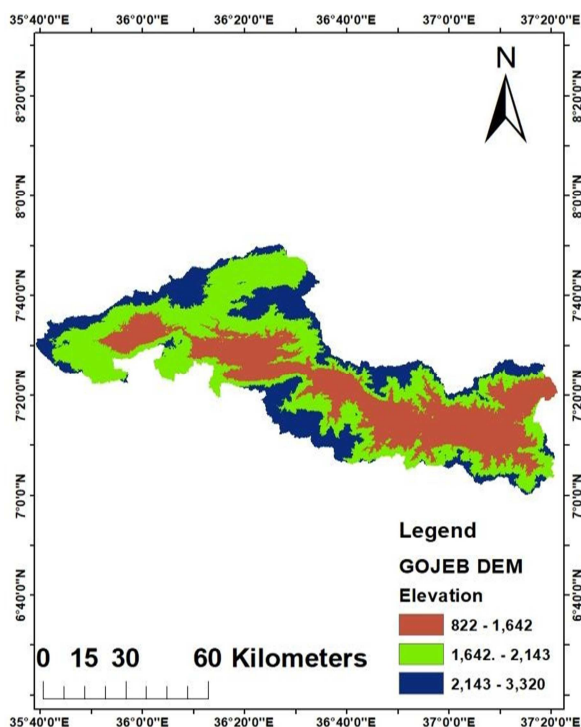 35°40'0"E 36°0'0"E 36°20'0"E 36°40'0"E 37°0'0"E 37°20'0"E
N
8°20'0"N 8°20'0"N
8°0'0"N 8°0'0"N
7°40'0"N 7°40'0"N
7°20'0"N 7°20'0"N
7°0'0"N 7°0'0"N
6°40'0"N 6°40'0"N
Legend
GOJEB DEM
Elevation
822 - 1,642
1,642. - 2,143
2,143 - 3,320
0 15 30 60 Kilometers
35°40'0"E 36°0'0"E 36°20'0"E 36°40'0"E 37°0'0"E 37°20'0"E